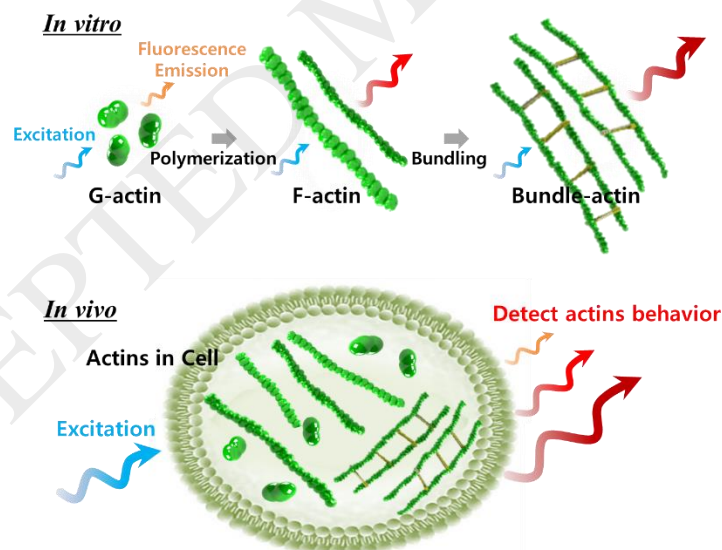 In vitro
Fluorescence
Emission
Excitation
Polymerization
Bundling
G-actin
F-actin
Bundle-actin
In vivo
Detect actins behavior
Actins in Cell
Excitation
EPTED M